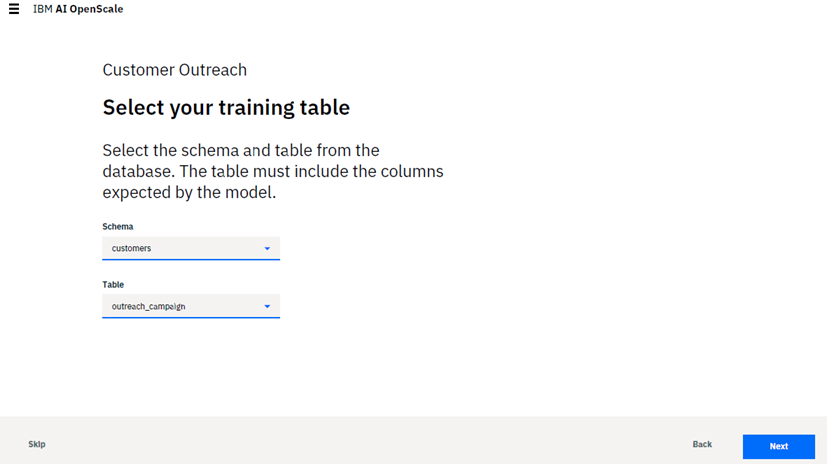 IBM AI OpenScale
Customer Outreach
Select your training table
Select the schema and table from the
database. The table must include the columns
expected by the model.
Schema
customers
Table
outreach_campaign
Skip
Back
Next